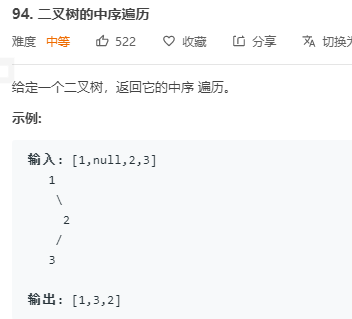 94. 二叉树的中序遍历
难度 中等 522 收藏 分享 切换为
给定一个二叉树，返回它的中序 遍历。
示例:
输入: [1,null,2,3]
1
\
2
/
3
输出: [1,3,2]